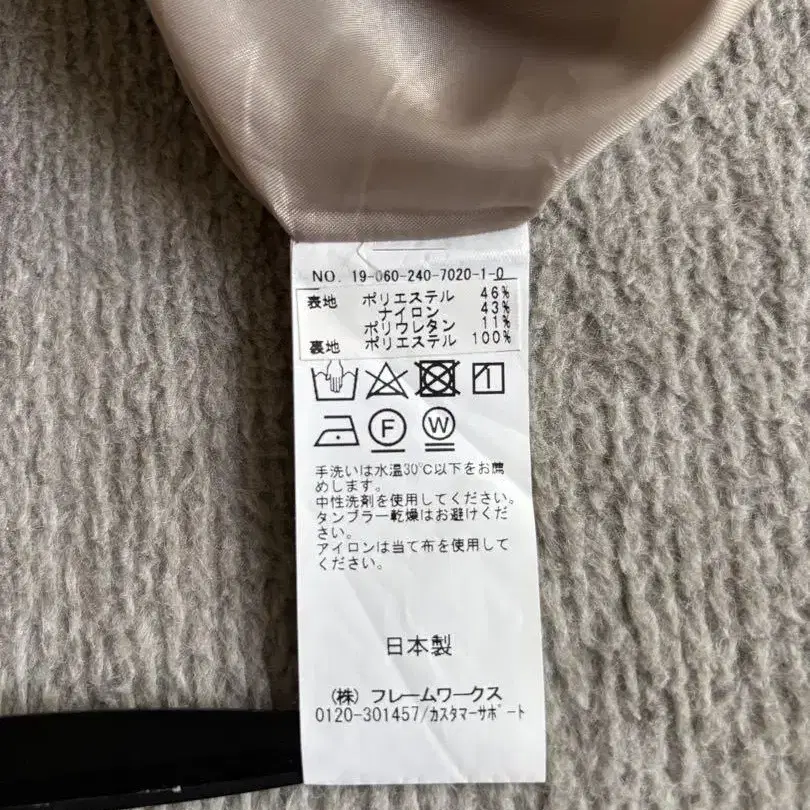 NO. 19-060-240-7020-1-0
表地 ポリエステル 46%
ナイロン 43%
ポリウレタン 11%
裏地 ポリエステル 100%
F W
手洗いは水温30℃以下をお薦
めします。
中性洗剤を使用してください。
タンブラー乾燥はお避けくだ
さい。
アイロンは当て布を使用して
ください。
日本製
(株) フレームワークス
0120-301457/カスタマーサポート